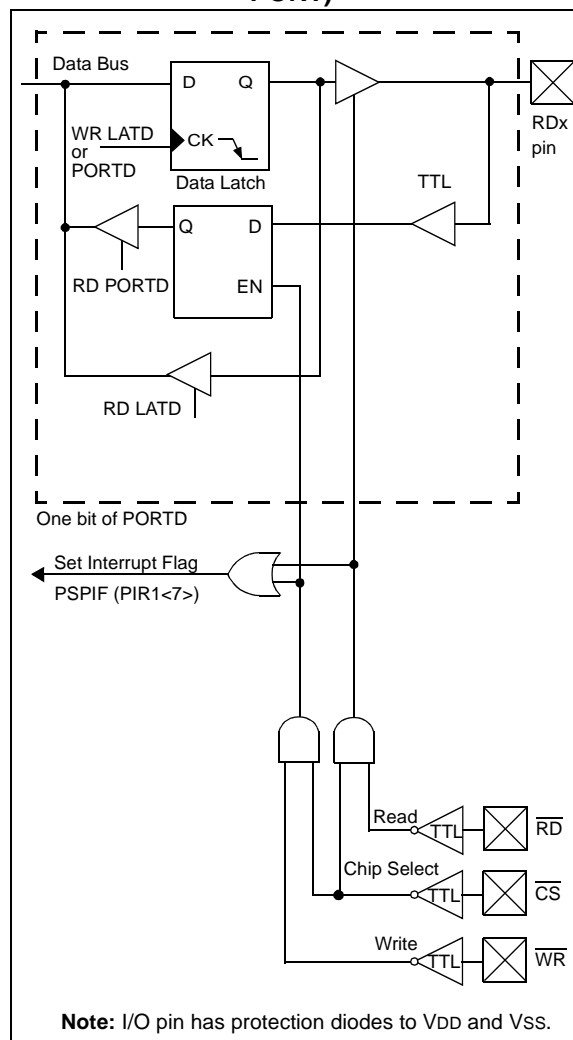 PORT)
Data Bus
D Q
WR LATD
or
PORTD
CK
Data Latch
RDx
pin
TTL
Q D
EN
RD PORTD
RD LATD
One bit of PORTD
Set Interrupt Flag
PSPIF (PIR1<7>)
Read
TTL
RD
Chip Select
TTL
CS
Write
TTL
WR
Note: I/O pin has protection diodes to VDD and VSS.